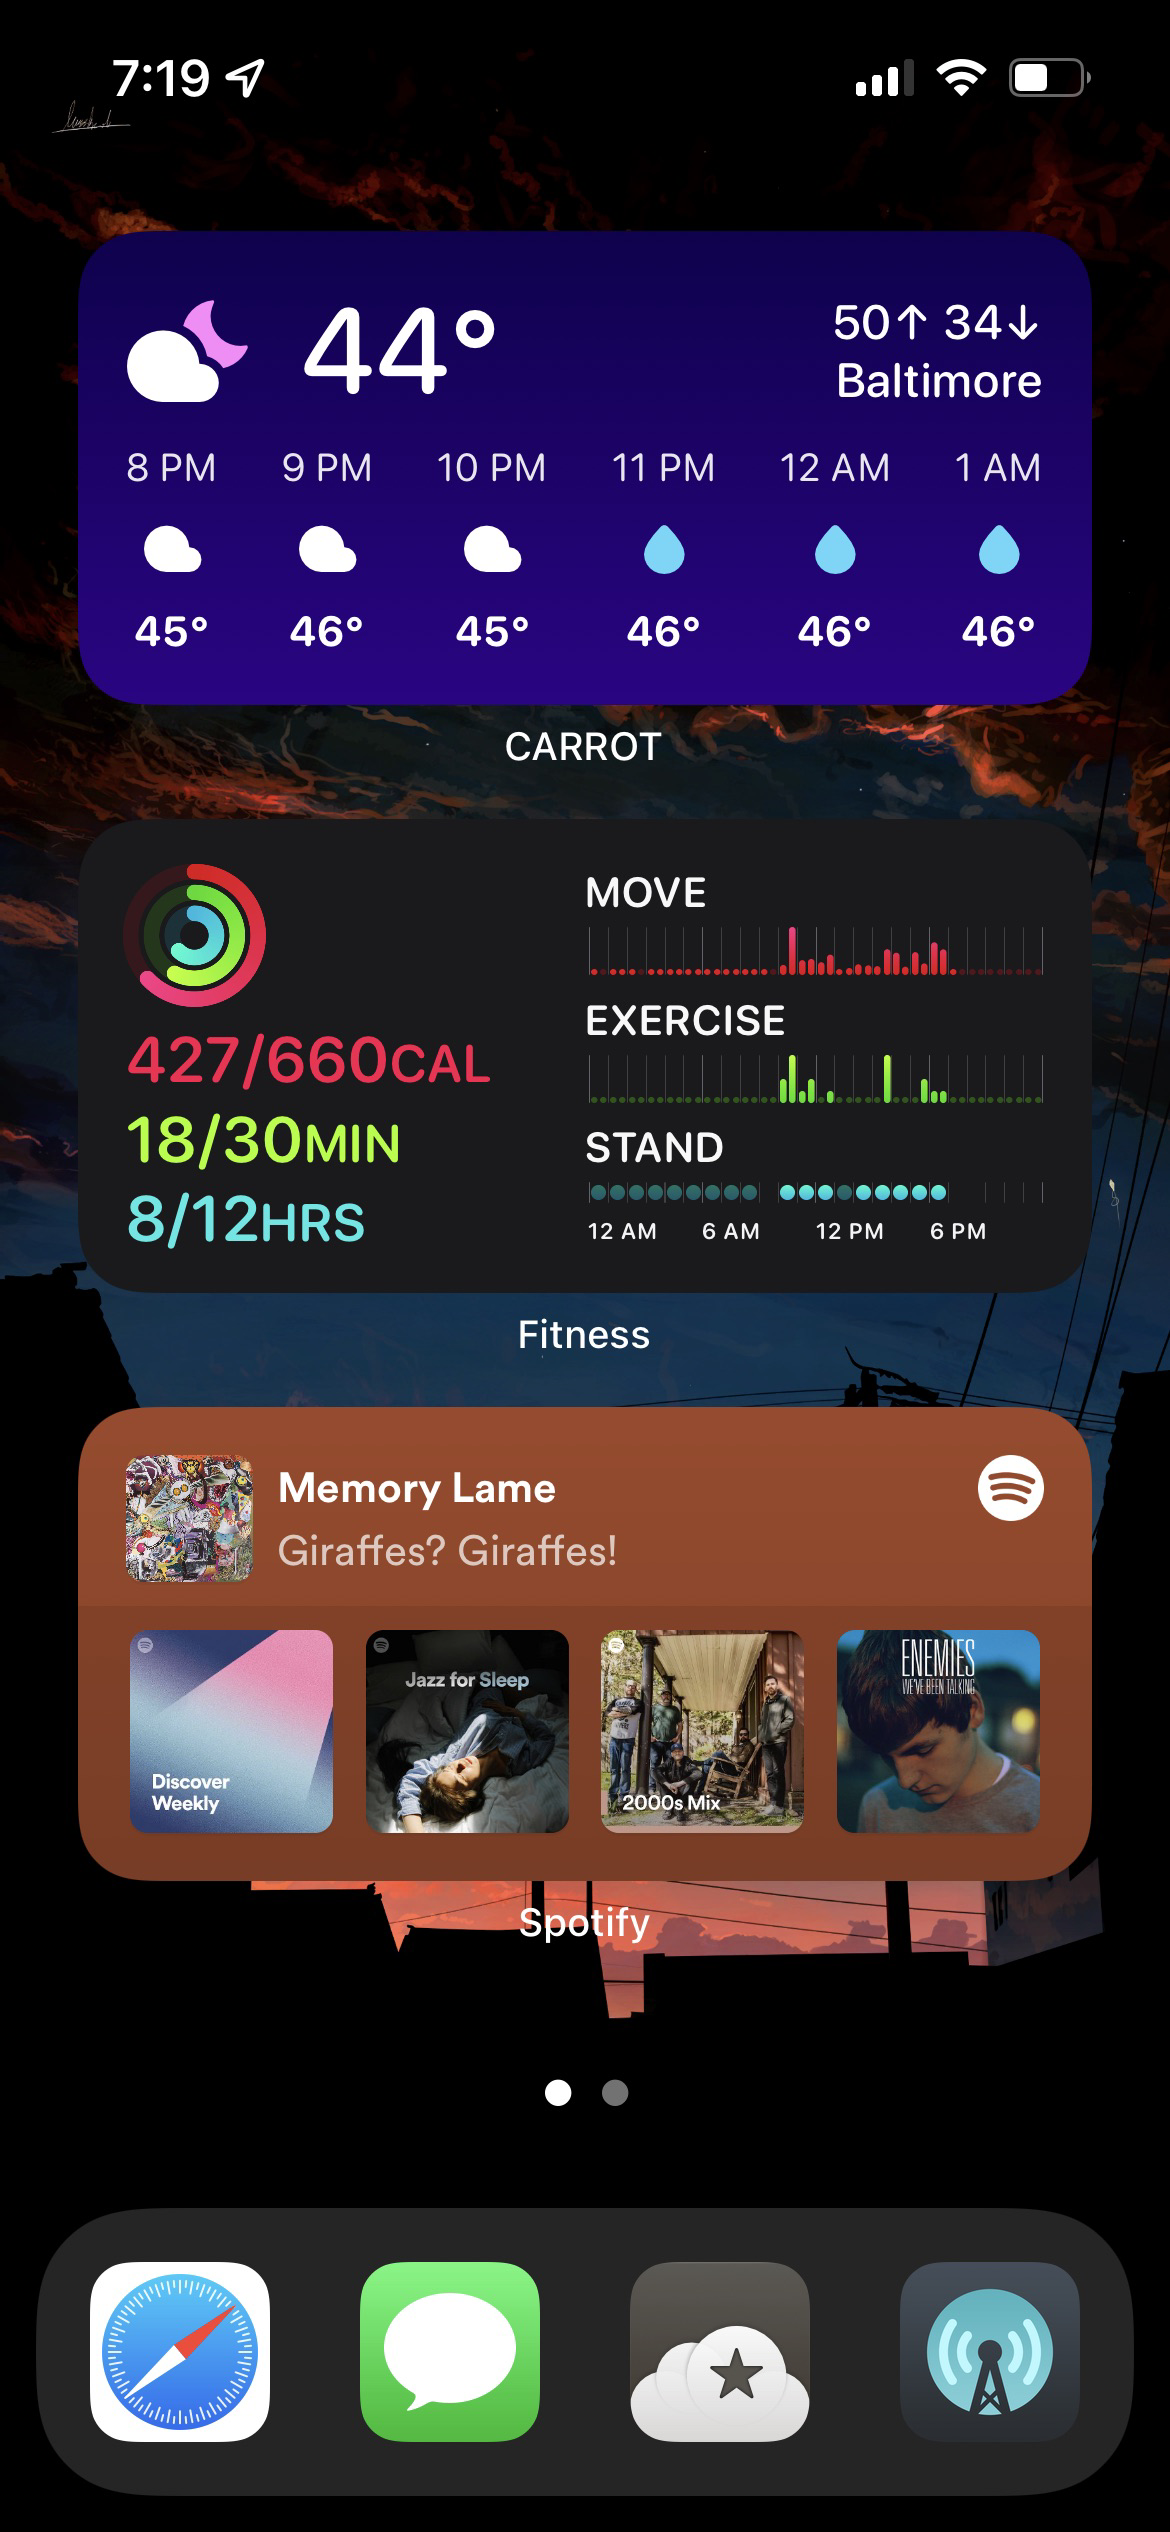 7:19
44°
50↑ 34↓
Baltimore
8 PM 9 PM 10 PM 11 PM 12 AM 1 AM
45° 46° 45° 46° 46° 46°
CARROT
427/660CAL
18/30MIN
8/12HRS
MOVE
EXERCISE
STAND
12 AM 6 AM 12 PM 6 PM
Fitness
Memory Lame
Giraffes? Giraffes!
Discover
Weekly
Jazz for Sleep
2000s Mix
ENEMIES
WE'VE BEEN TALKING
Spotify